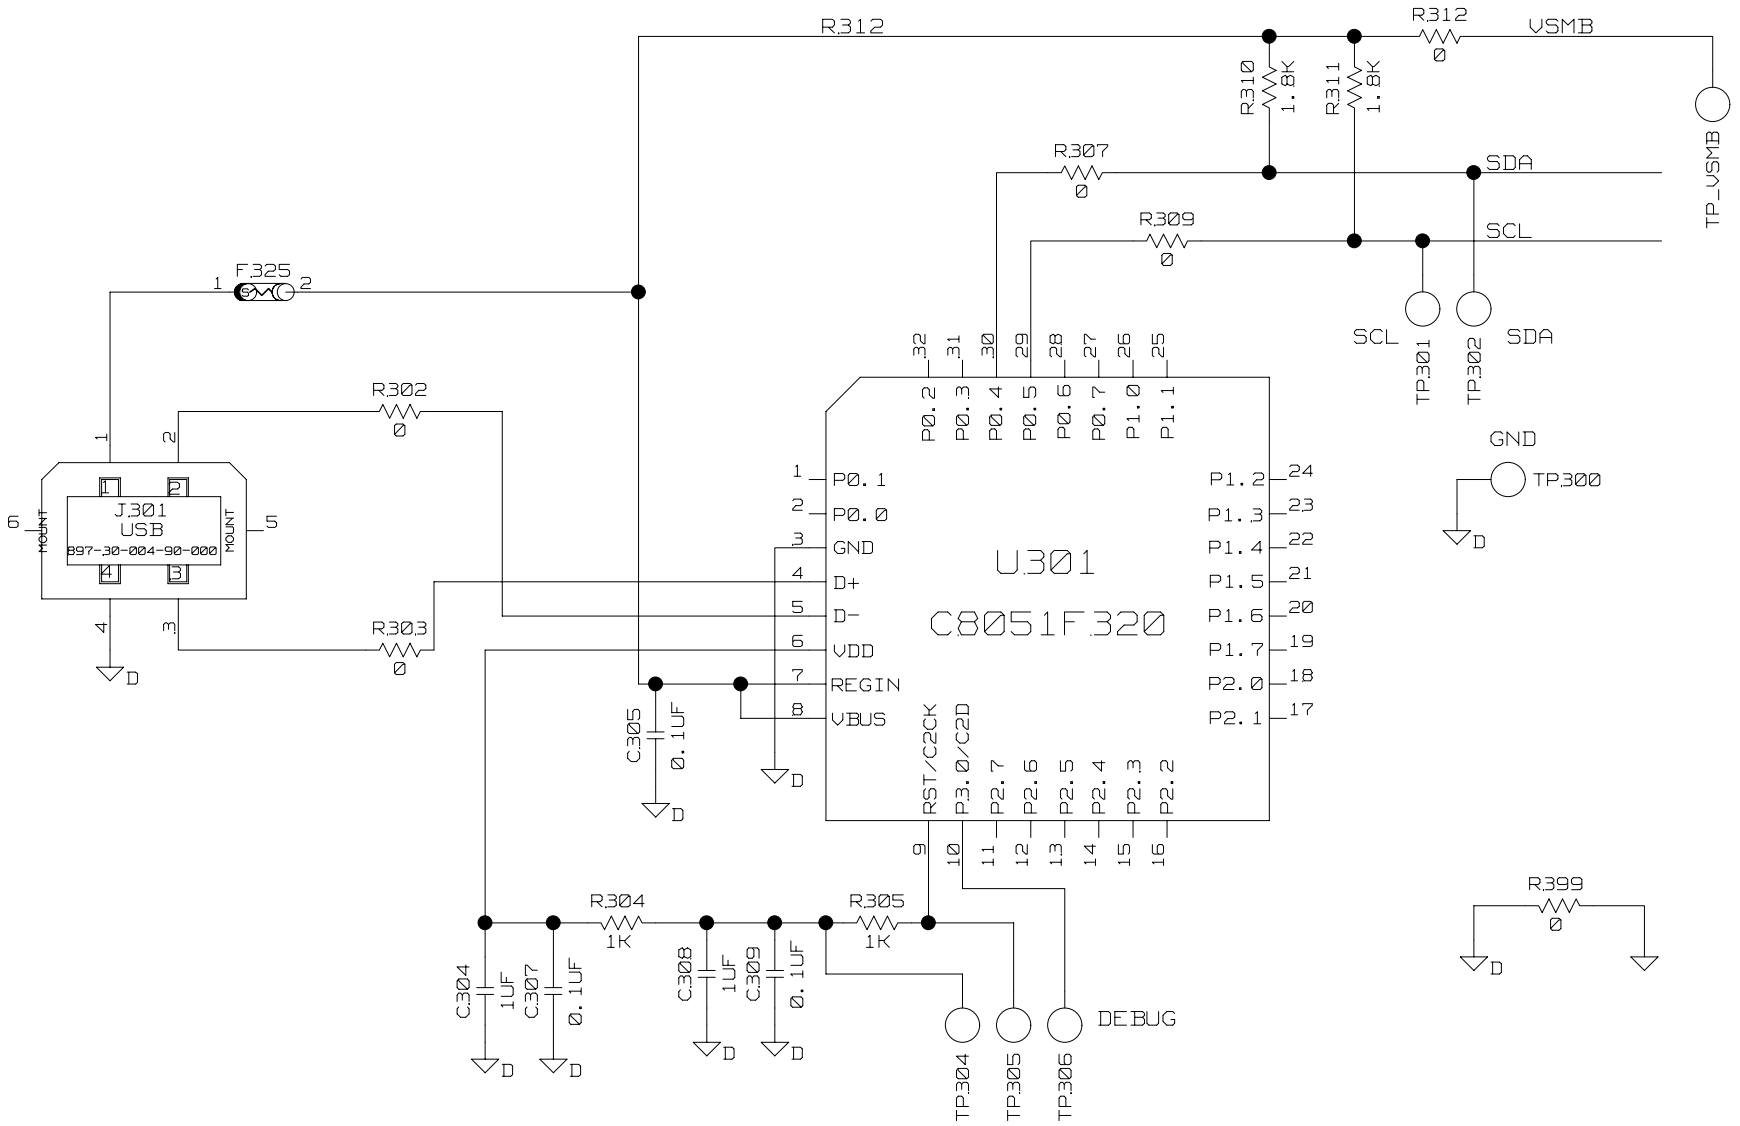 R312
R312
VSMB
0
R310
1.8K
R311
1.8K
TP_VSMB
R307
0
SDA
R309
0
SCL
F325
1
2
S
SCL
SDA
TP301
TP302
32
31
30
29
28
27
26
25
P0.2
P0.3
P0.4
P0.5
P0.6
P0.7
P1.0
P1.1
R302
0
1
2
1
2
J301
USB
897-30-004-90-000
MOUNT
MOUNT
6
5
4
3
4
3
D
R303
0
1
P0.1
2
P0.0
3
GND
4
D+
5
D-
6
VDD
7
REGIN
8
VBUS
U301
C8051F320
P1.2
24
P1.3
23
P1.4
22
P1.5
21
P1.6
20
P1.7
19
P2.0
18
P2.1
17
GND
TP300
D
C305
0.1UF
D
D
RST/C2CK
P3.0/C2D
P2.7
P2.6
P2.5
P2.4
P2.3
P2.2
9
10
11
12
13
14
15
16
R304
1K
R305
1K
C304
1UF
C307
0.1UF
C308
1UF
C309
0.1UF
D
D
D
D
DEBUG
TP304
TP305
TP306
R399
0
D